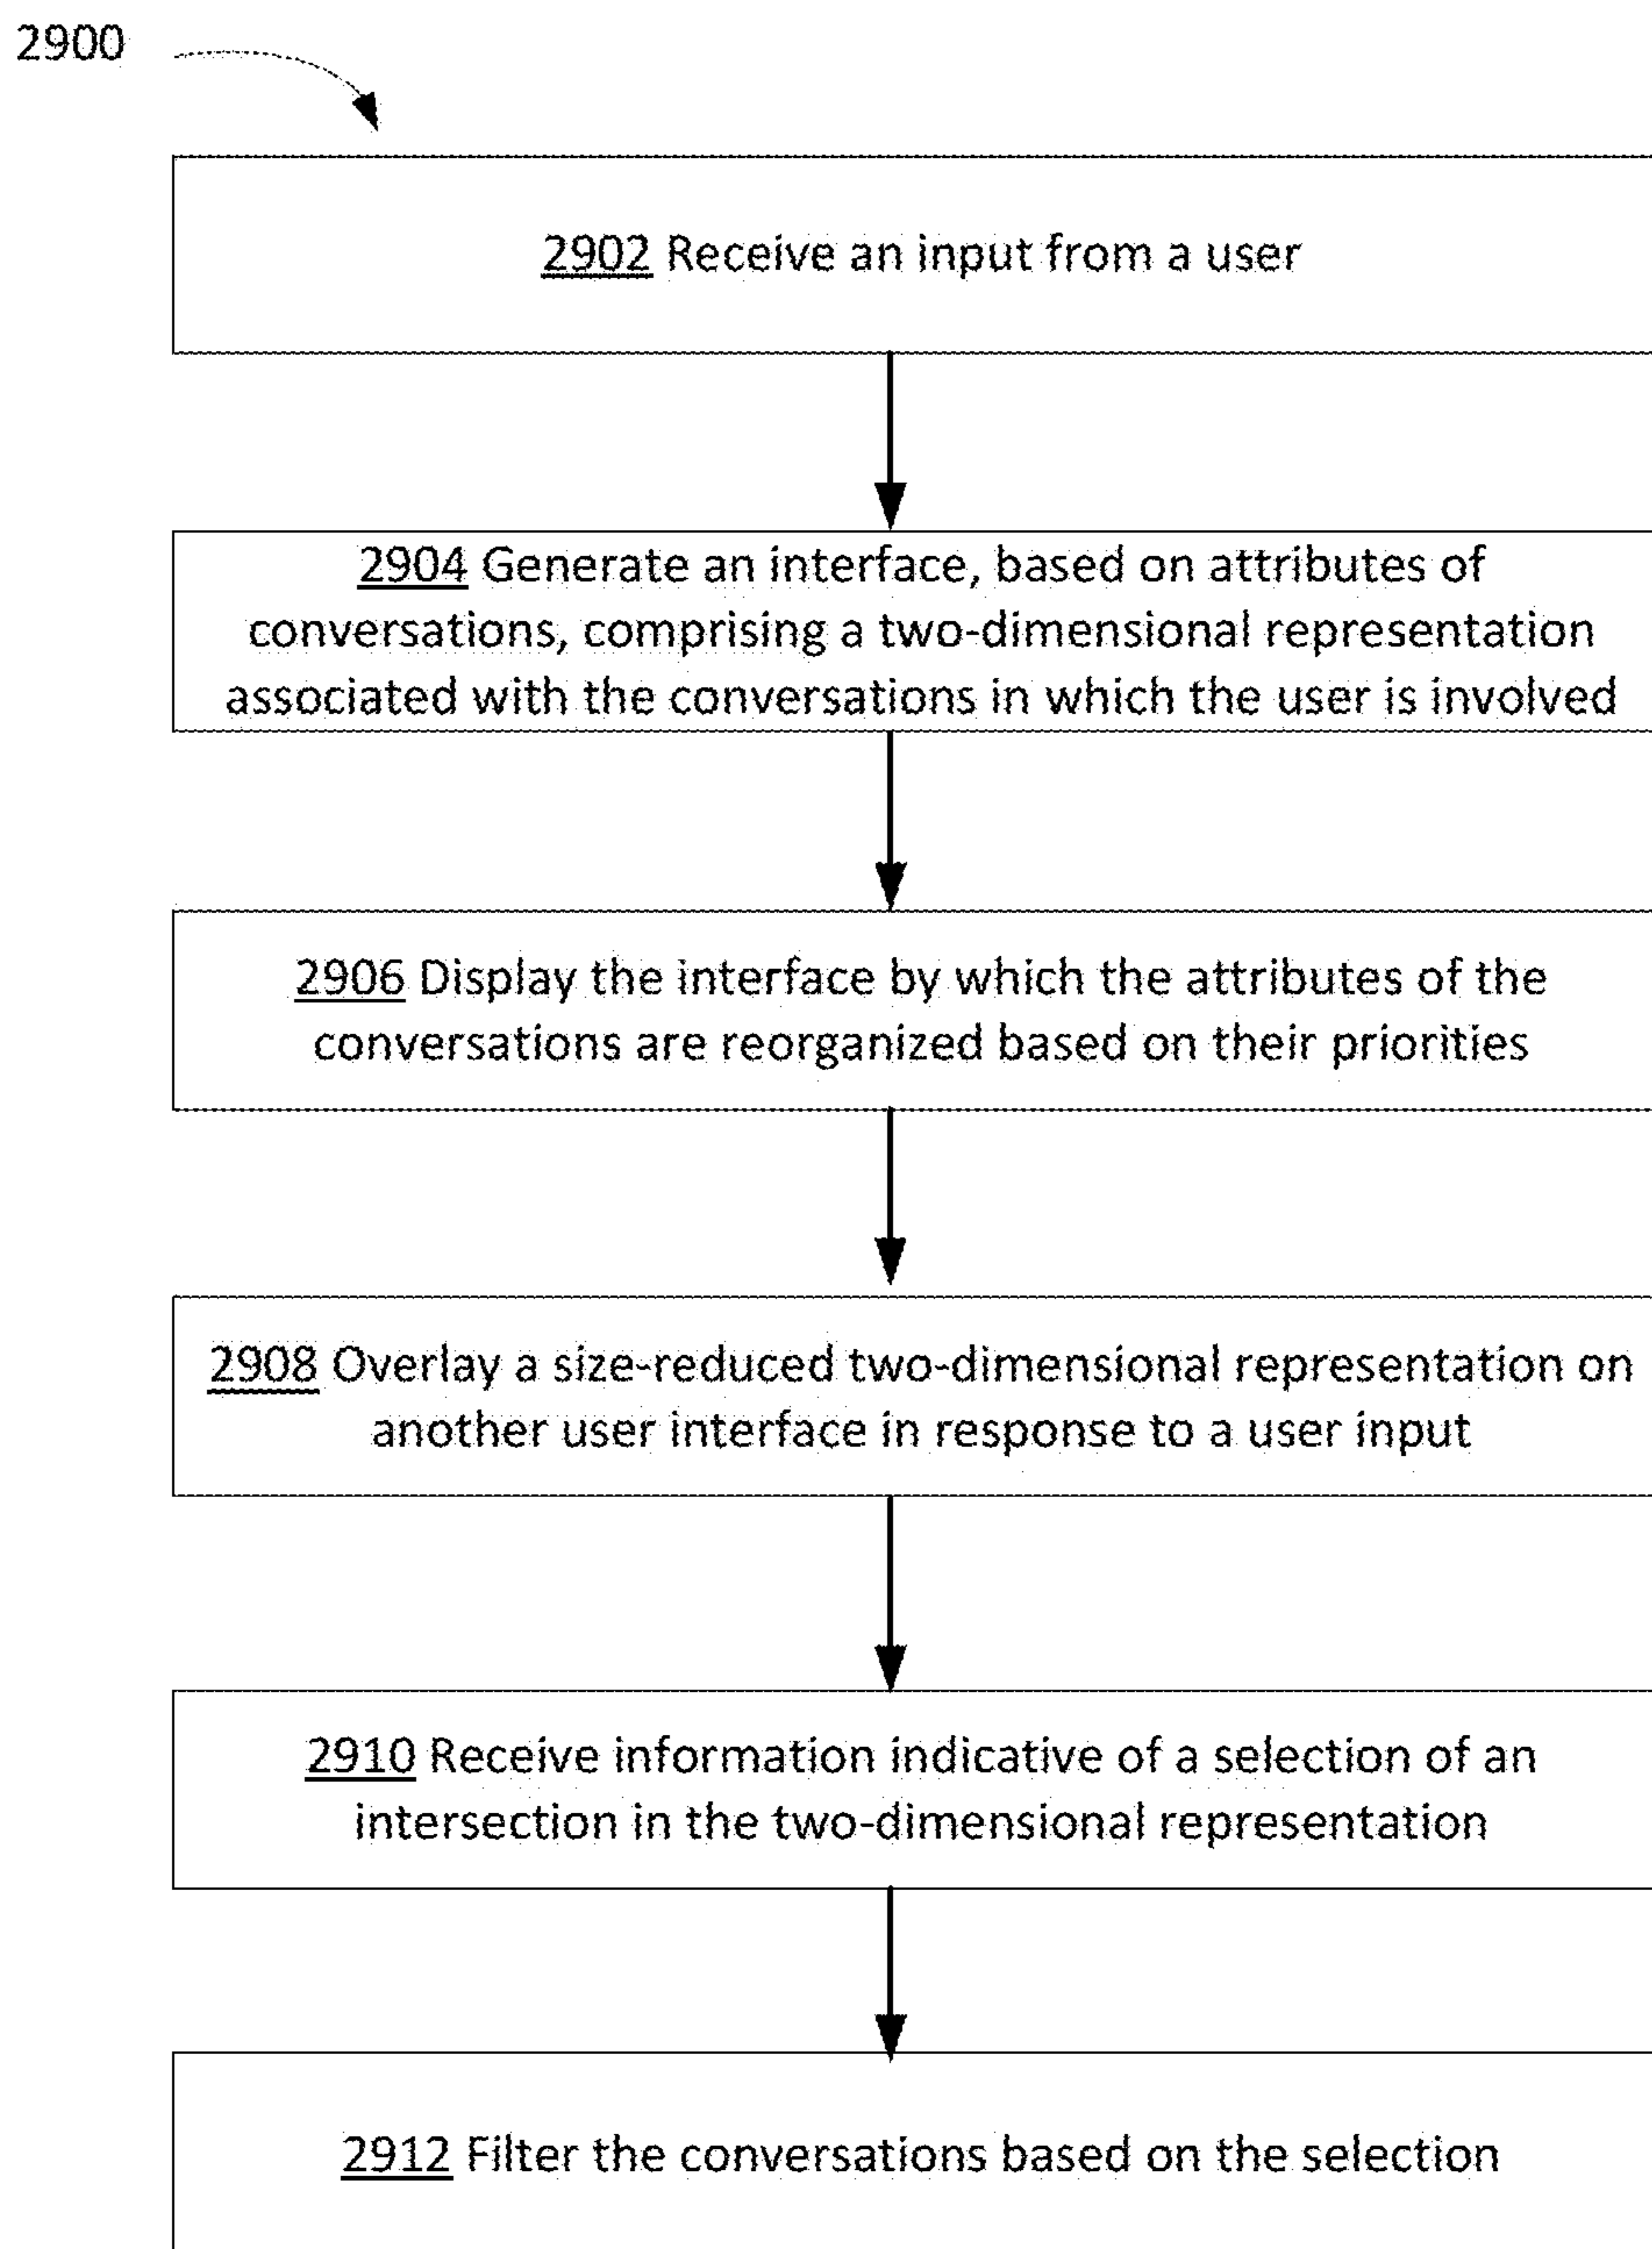 2900
2902 Receive an input from a user
2904 Generate an interface, based on attributes of
conversations, comprising a two-dimensional representation
associated with the conversations in which the user is involved
2906 Display the interface by which the attributes of the
conversations are reorganized based on their priorities
2908 Overlay a size-reduced two-dimensional representation on
another user interface in response to a user input
2910 Receive information indicative of a selection of an
intersection in the two-dimensional representation
2912 Filter the conversations based on the selection